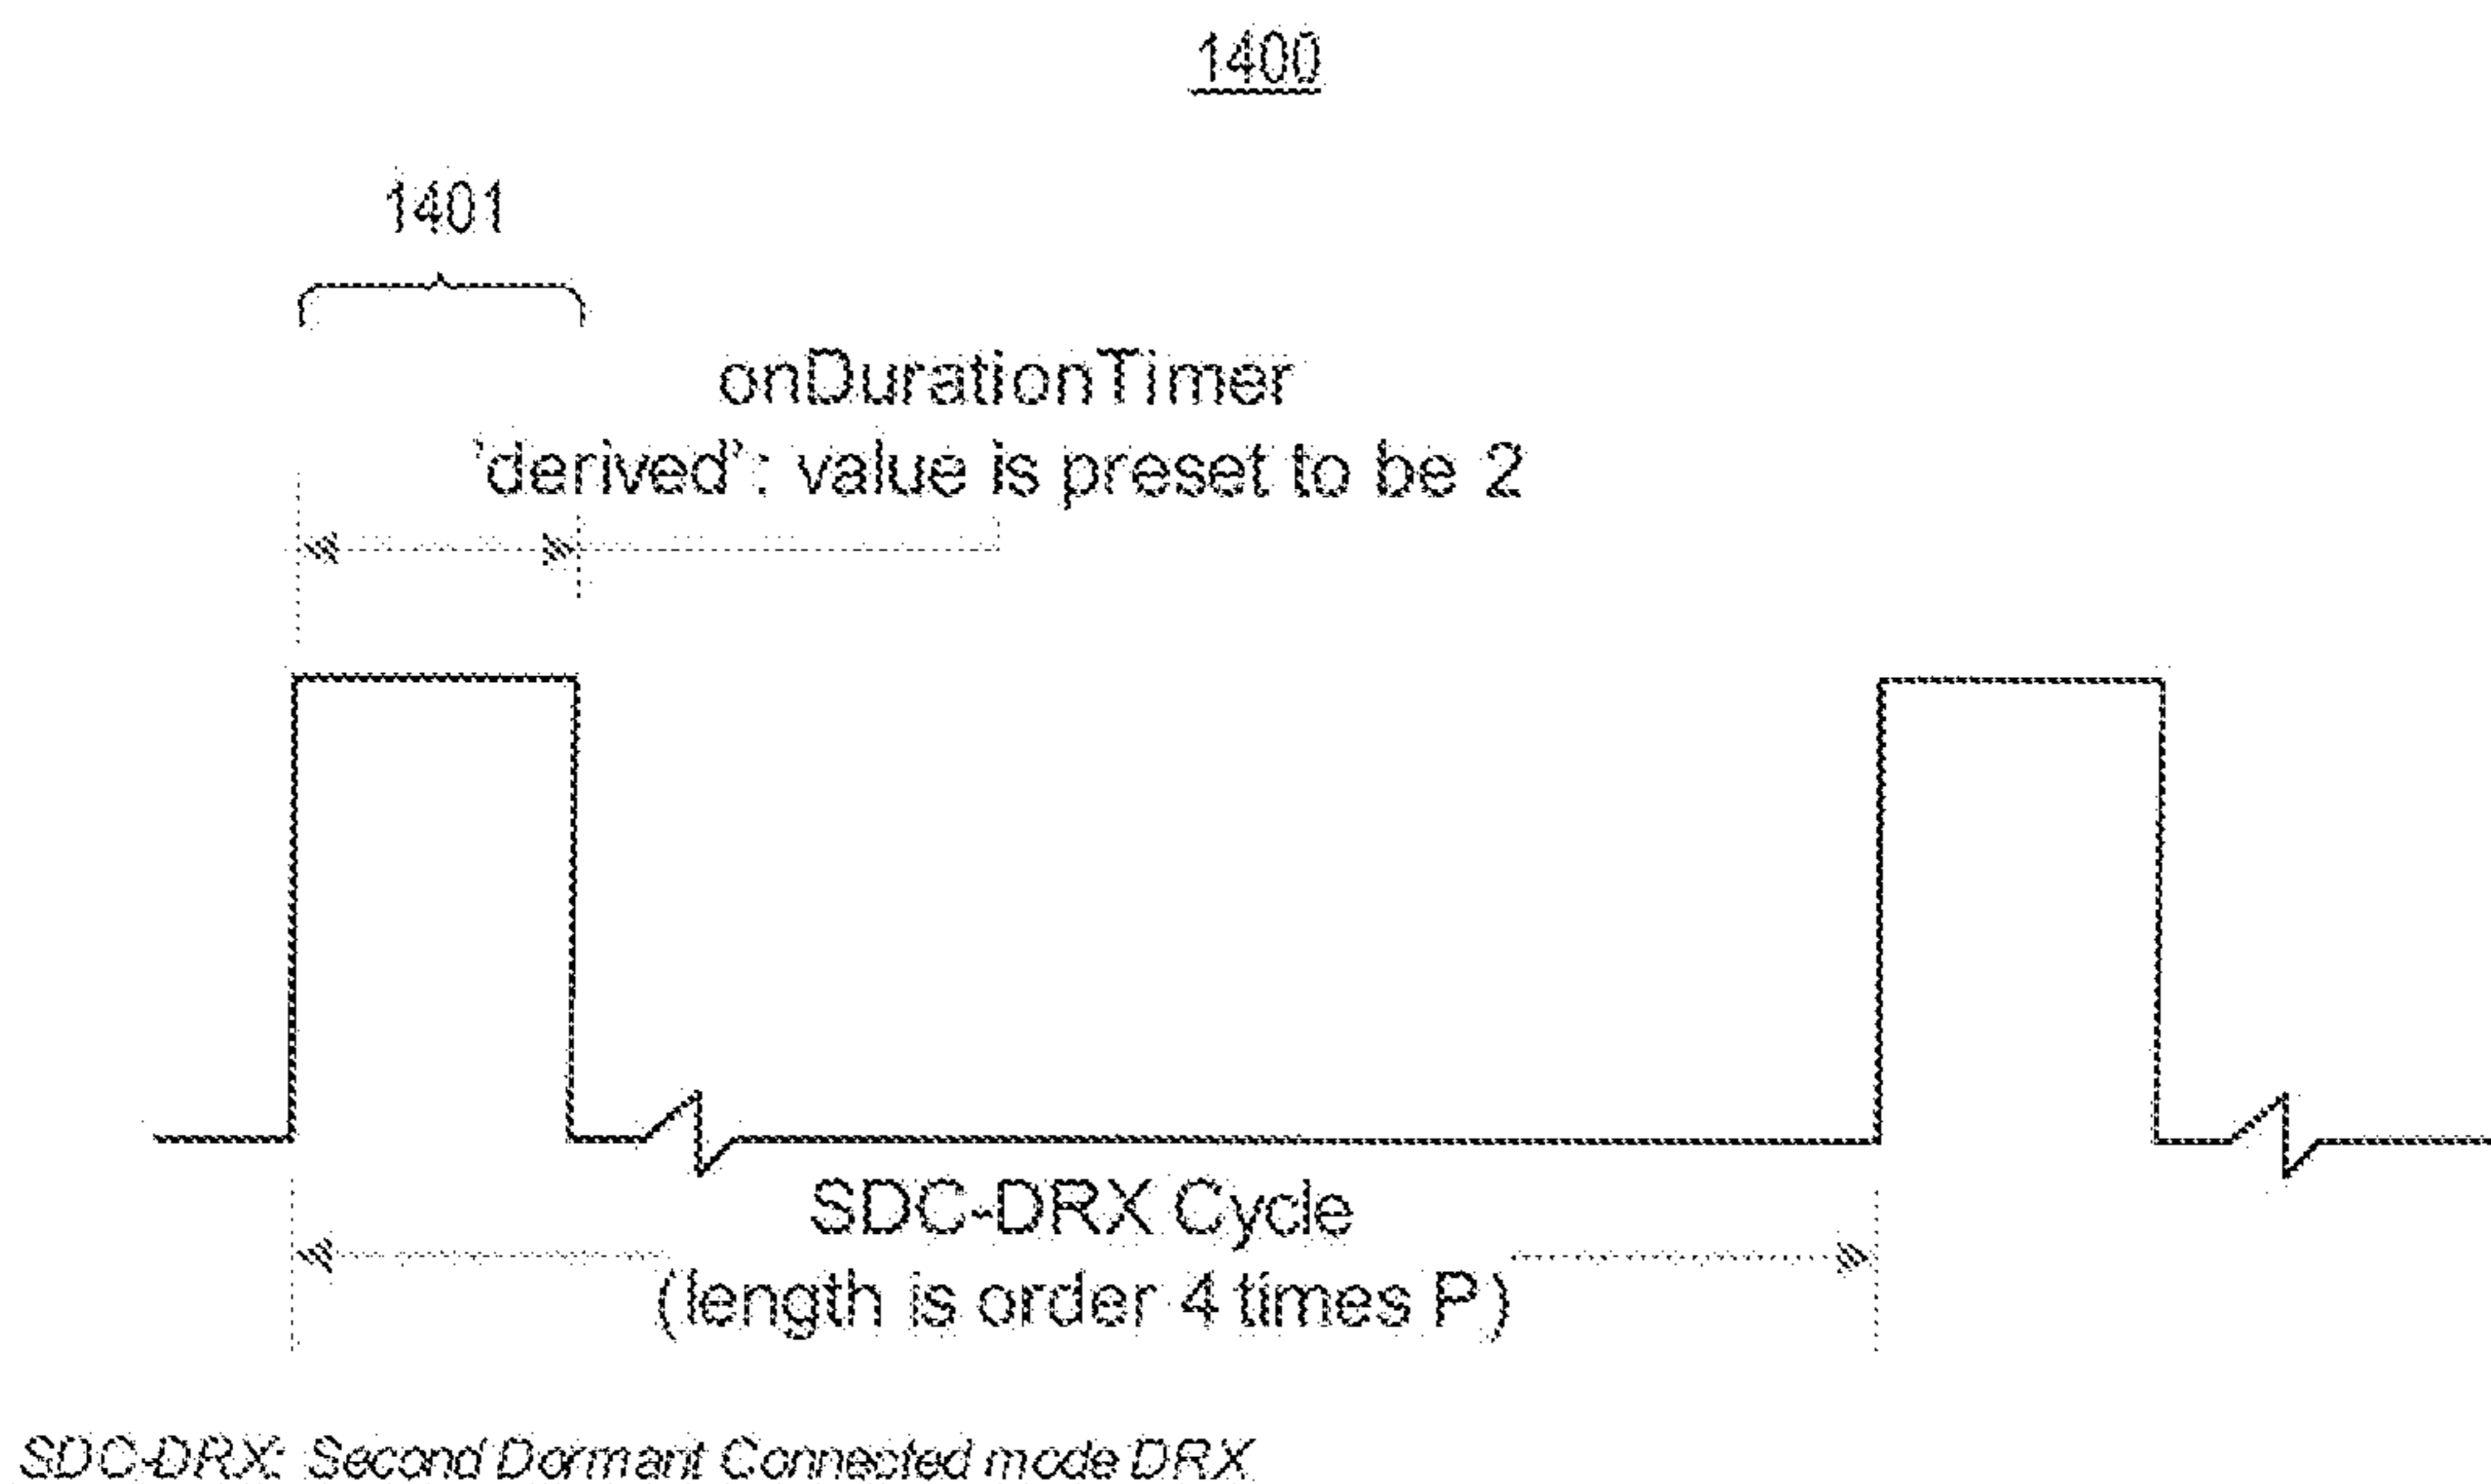 1400
1401
onDurationTimer
'derived': value is preset to be 2
SDC-DRX Cycle
(length is order 4 times P)
SDC-DRX: Second Dormant Connected mode DRX